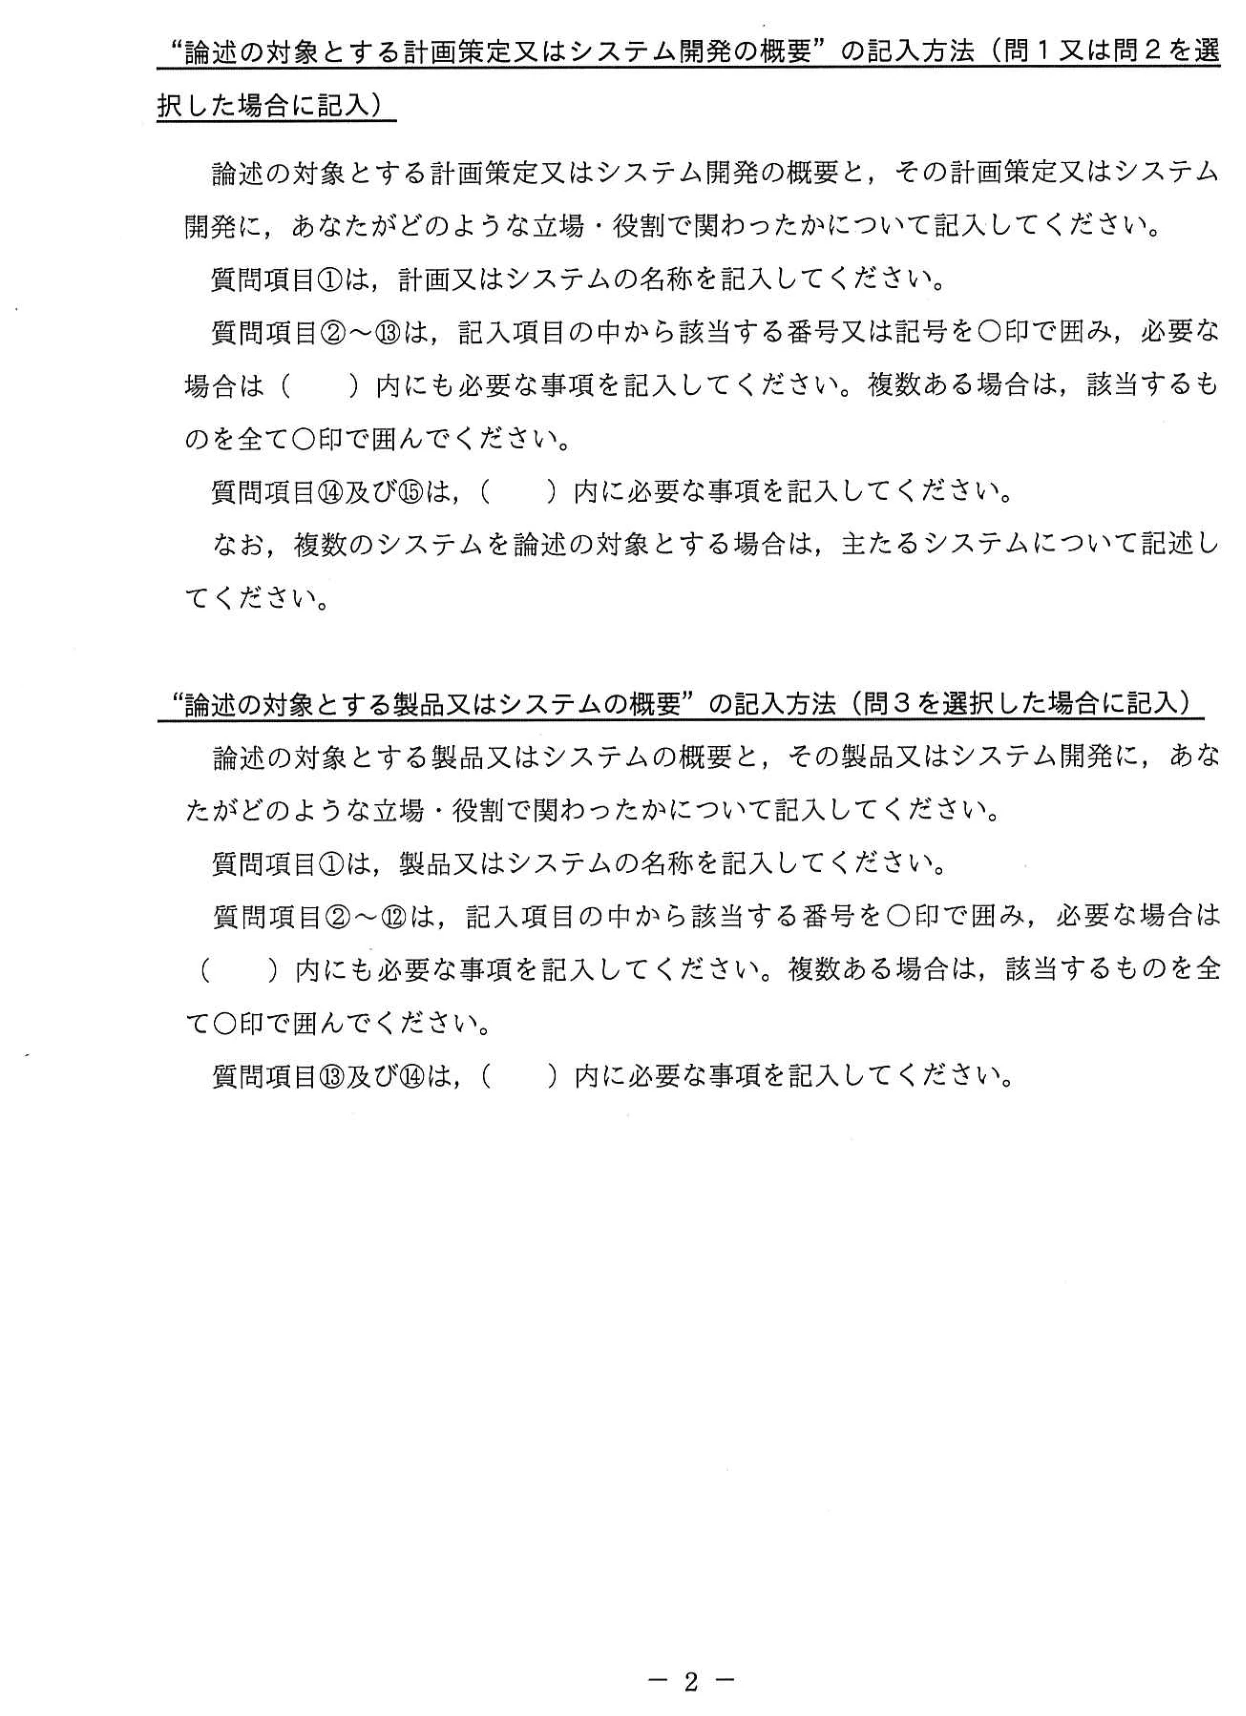 “論述の対象とする計画策定又はシステム開発の概要”の記入方法（問１又は問２を選
択した場合に記入）
論述の対象とする計画策定又はシステム開発の概要と，その計画策定又はシステム
開発に，あなたがどのような立場・役割で関わったかについて記入してください。
質問項目①は，計画又はシステムの名称を記入してください。
質問項目②～⑬は，記入項目の中から該当する番号又は記号を○印で囲み，必要な
場合は（　　）内にも必要な事項を記入してください。複数ある場合は，該当するも
のを全て○印で囲んでください。
質問項目⑭及び⑮は，（　　）内に必要な事項を記入してください。
なお，複数のシステムを論述の対象とする場合は，主たるシステムについて記述し
てください。
“論述の対象とする製品又はシステムの概要”の記入方法（問３を選択した場合に記入）
論述の対象とする製品又はシステムの概要と，その製品又はシステム開発に，あな
たがどのような立場・役割で関わったかについて記入してください。
質問項目①は，製品又はシステムの名称を記入してください。
質問項目②～⑫は，記入項目の中から該当する番号を○印で囲み，必要な場合は
（　　）内にも必要な事項を記入してください。複数ある場合は，該当するものを全
て○印で囲んでください。
質問項目⑬及び⑭は，（　　）内に必要な事項を記入してください。
－ 2 －